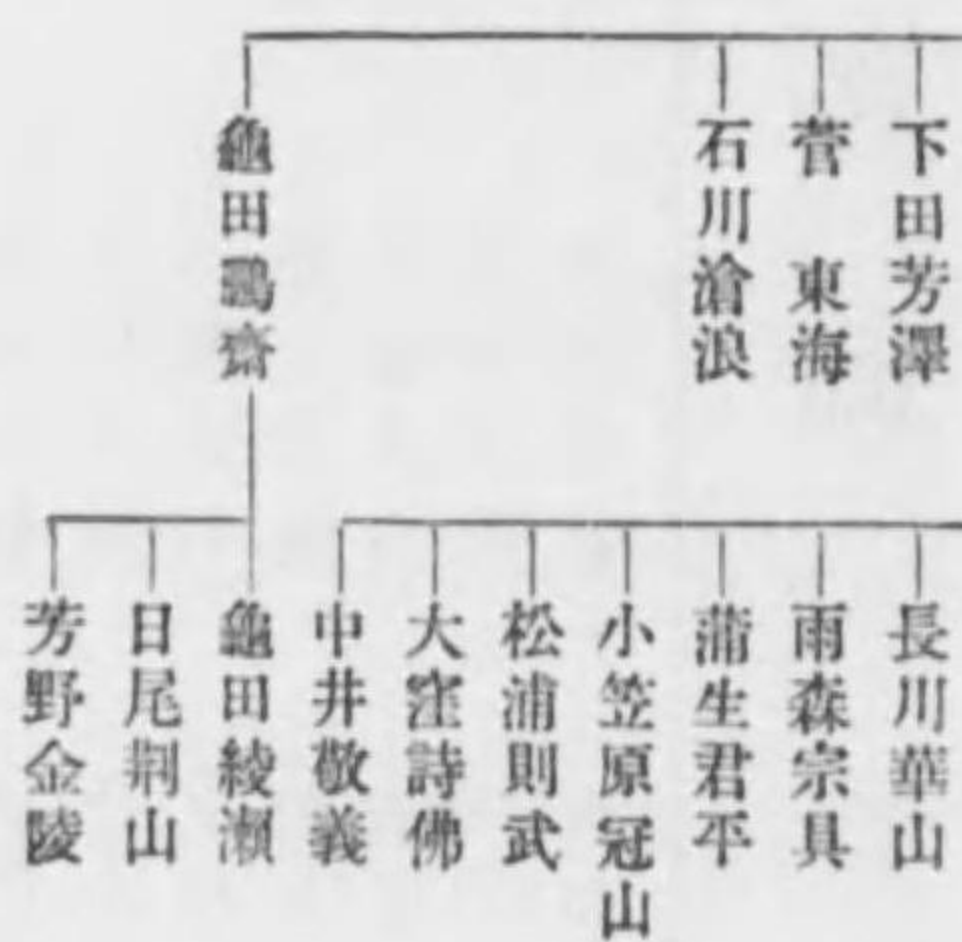 下田芳澤
菅 東海
石川滄浪
龜田鵬齋
長川華山
雨森宗具
蒲生君平
小笠原冠山
松浦則武
大窪詩佛
中井敬義
龜田綾瀨
日尾荆山
芳野金陵